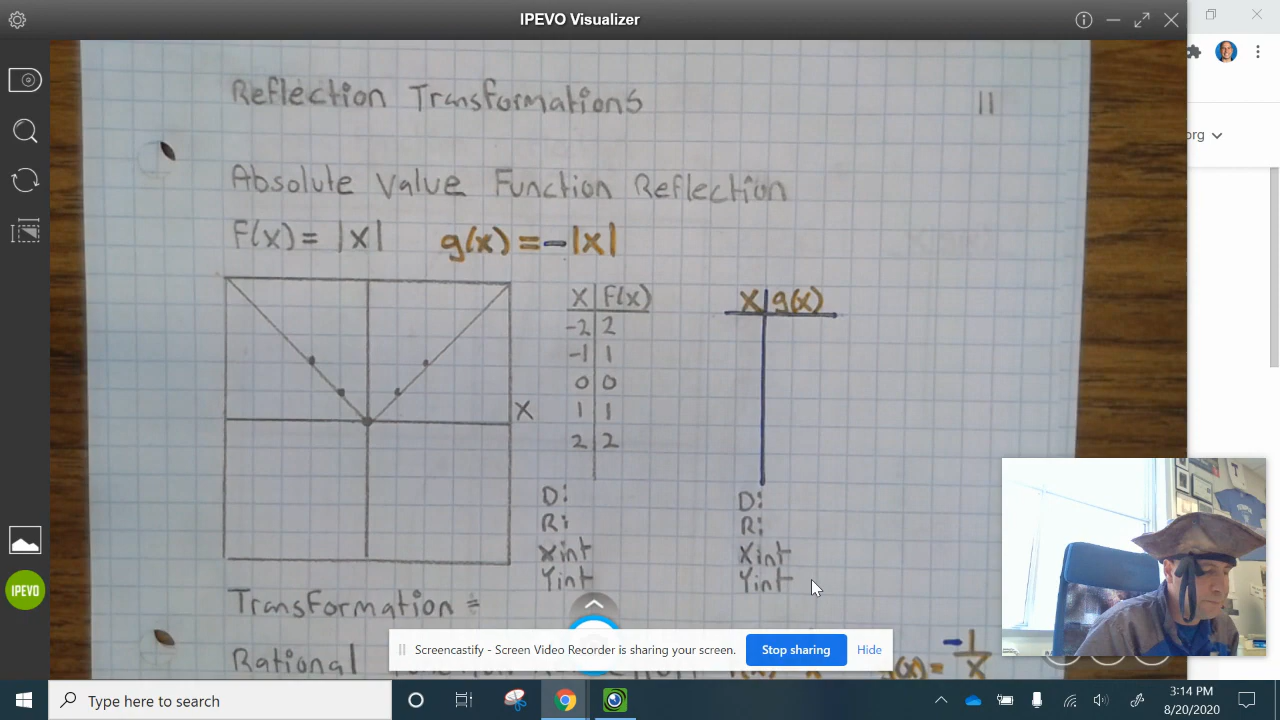 IPEVO Visualizer
Reflection Transformations
11
org
Absolute Value Function Reflection
F(x) = |x| g(x) = -|x|
X F(x)
-2 2
-1 1
0 0
1 1
2 2
X g(x)
X
D:
R:
Xint
Yint
D:
R:
Xint
Yint
Transformation =
IPEVO
Screencastify - Screen Video Recorder is sharing your screen.
Stop sharing
Hide
Rational
= -1/x
Type here to search
3:14 PM
8/20/2020